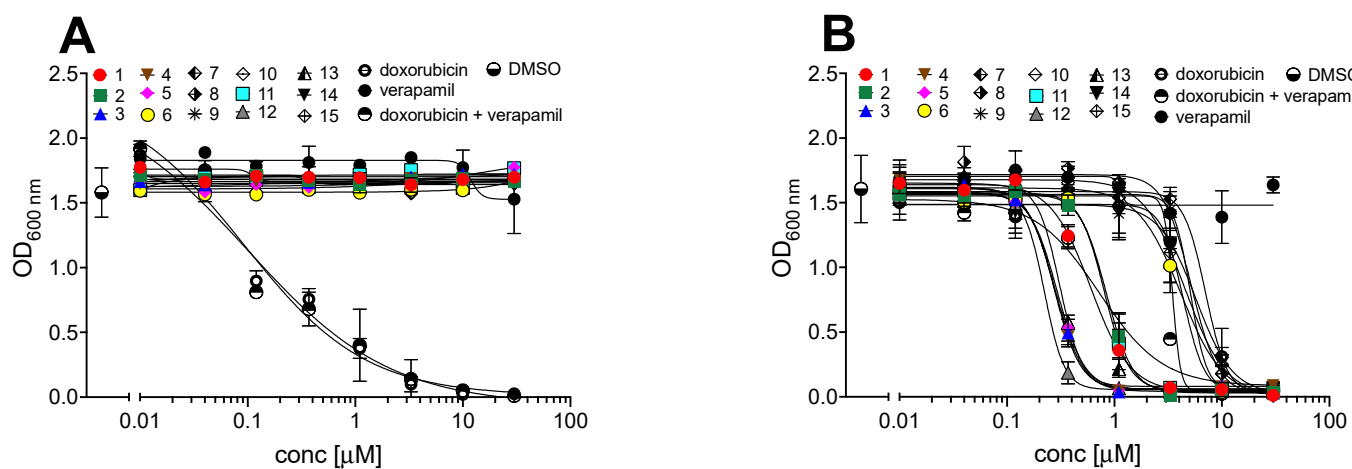 A
1 4 7 10 13 doxorubicin DMSO
2 5 8 11 14 verapamil
3 6 9 12 15 doxorubicin + verapamil
2.5
2.0
1.5
1.0
0.5
0.0
OD600 nm
0.01 0.1 1 10 100
conc [μM]
B
1 4 7 10 13 doxorubicin DMSO
2 5 8 11 14 doxorubicin + verapam
3 6 9 12 15 verapamil
2.5
2.0
1.5
1.0
0.5
0.0
OD600 nm
0.01 0.1 1 10 100
conc [μM]